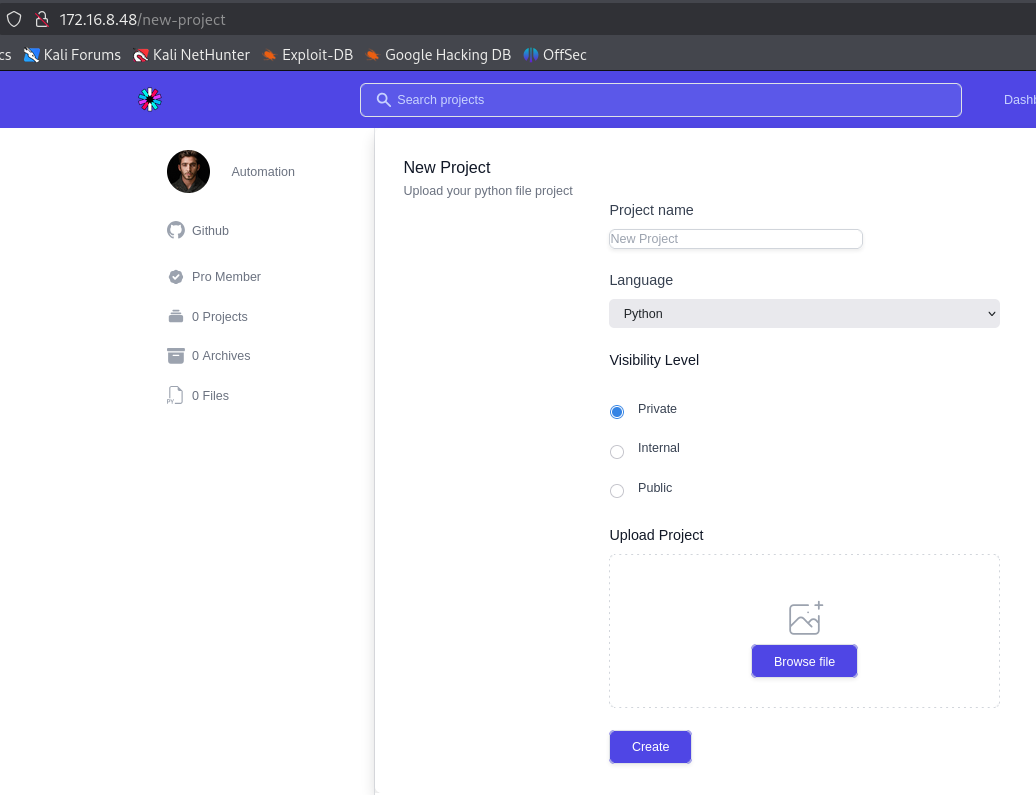 172.16.8.48/new-project
cs Kali Forums Kali NetHunter Exploit-DB Google Hacking DB OffSec
Search projects
Dashb
Automation
Github
Pro Member
0 Projects
0 Archives
PY 0 Files
New Project
Upload your python file project
Project name
New Project
Language
Python
Visibility Level
Private
Internal
Public
Upload Project
Browse file
Create